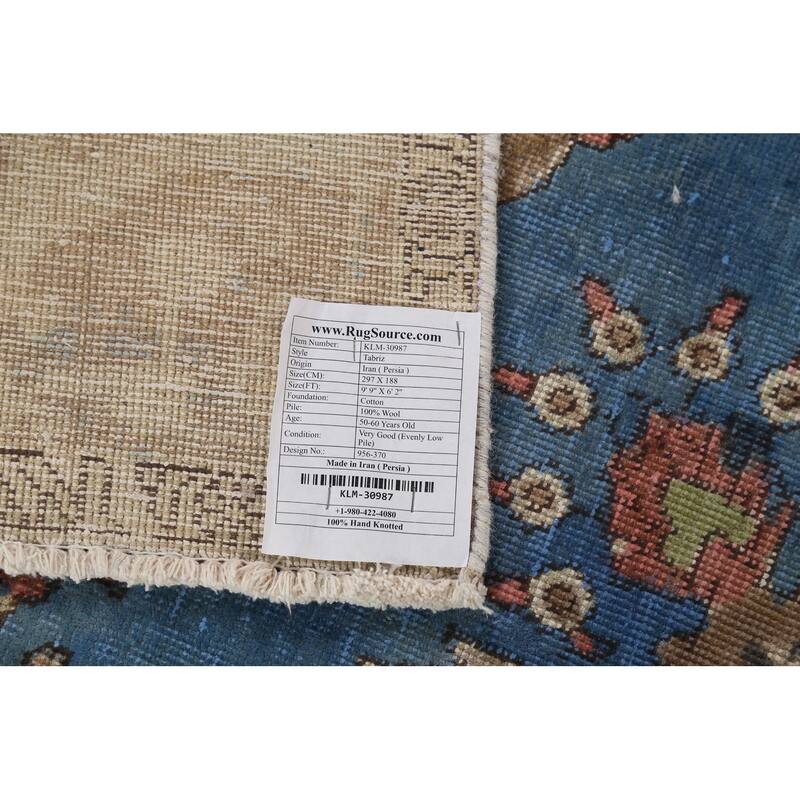 www.RugSource.com
Item Number: KLM-30987
Style Tabriz
Origin Iran ( Persia )
Size(CM): 297 X 188
Size(FT): 9' 9" X 6' 2"
Foundation: Cotton
Pile: 100% Wool
Age: 50-60 Years Old
Condition: Very Good (Evenly Low
Pile)
Design No.: 956-370
Made in Iran ( Persia )
KLM-30987
+1-980-422-4080
100% Hand Knotted